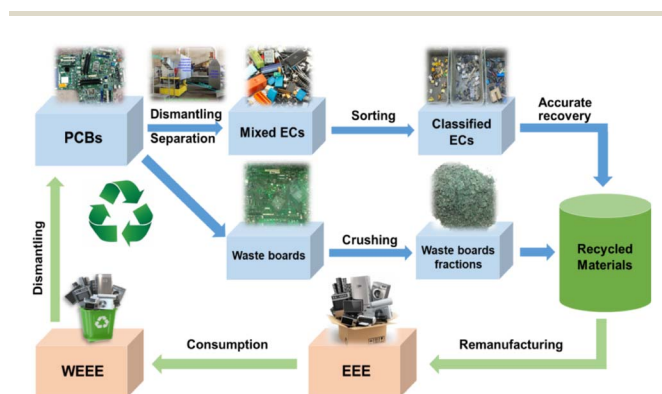 Dismantling
Separation
PCBs
Mixed ECs
Sorting
Classified
ECs
Accurate
recovery
Waste boards
Crushing
Waste boards
fractions
Recycled
Materials
Dismantling
WEEE
Consumption
EEE
Remanufacturing